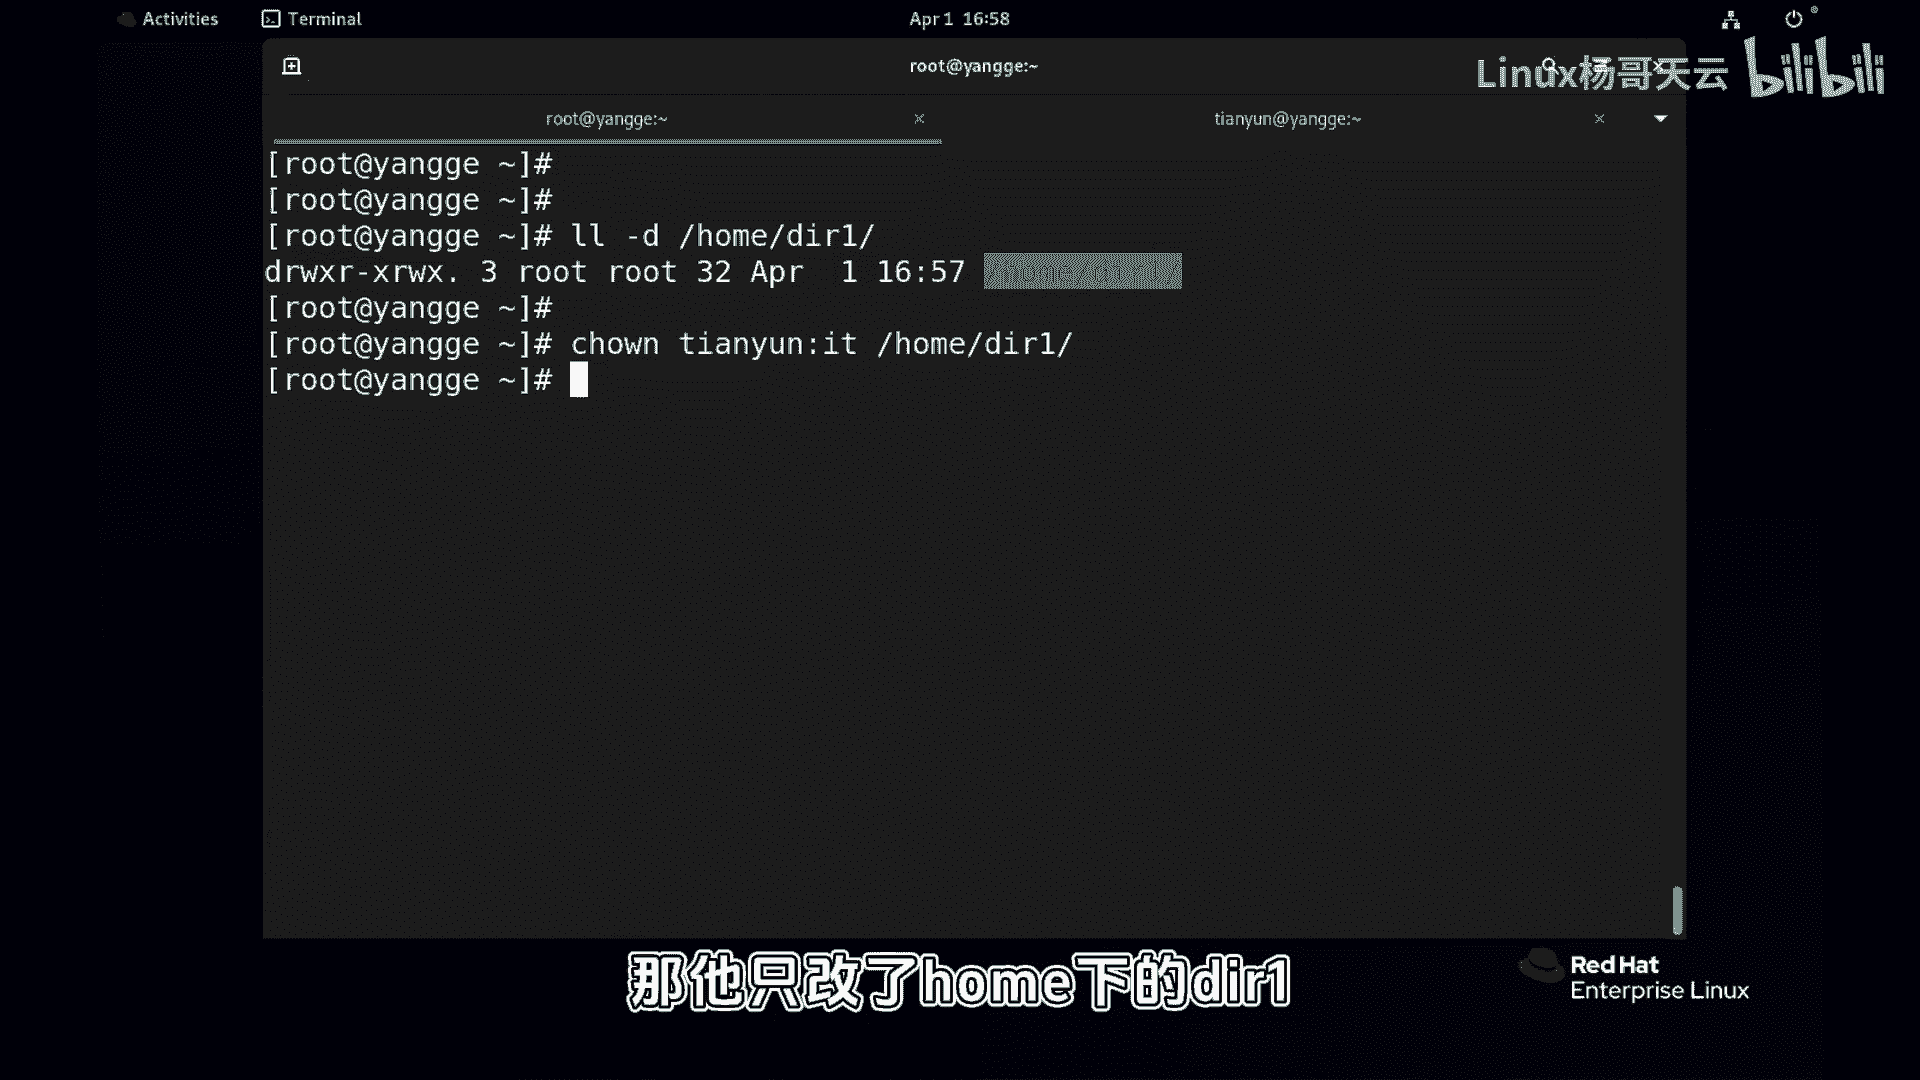 Activities
Terminal
Apr 1 16:58
root@yangge:~
Linux杨哥天云 bilibili
root@yangge:~
tianyun@yangge:~
[root@yangge ~]#
[root@yangge ~]#
[root@yangge ~]# ll -d /home/dir1/
drwxr-xrwx. 3 root root 32 Apr  1 16:57
[root@yangge ~]#
[root@yangge ~]# chown tianyun:it /home/dir1/
[root@yangge ~]#
那他只改了home下的dir1
Red Hat
Enterprise Linux